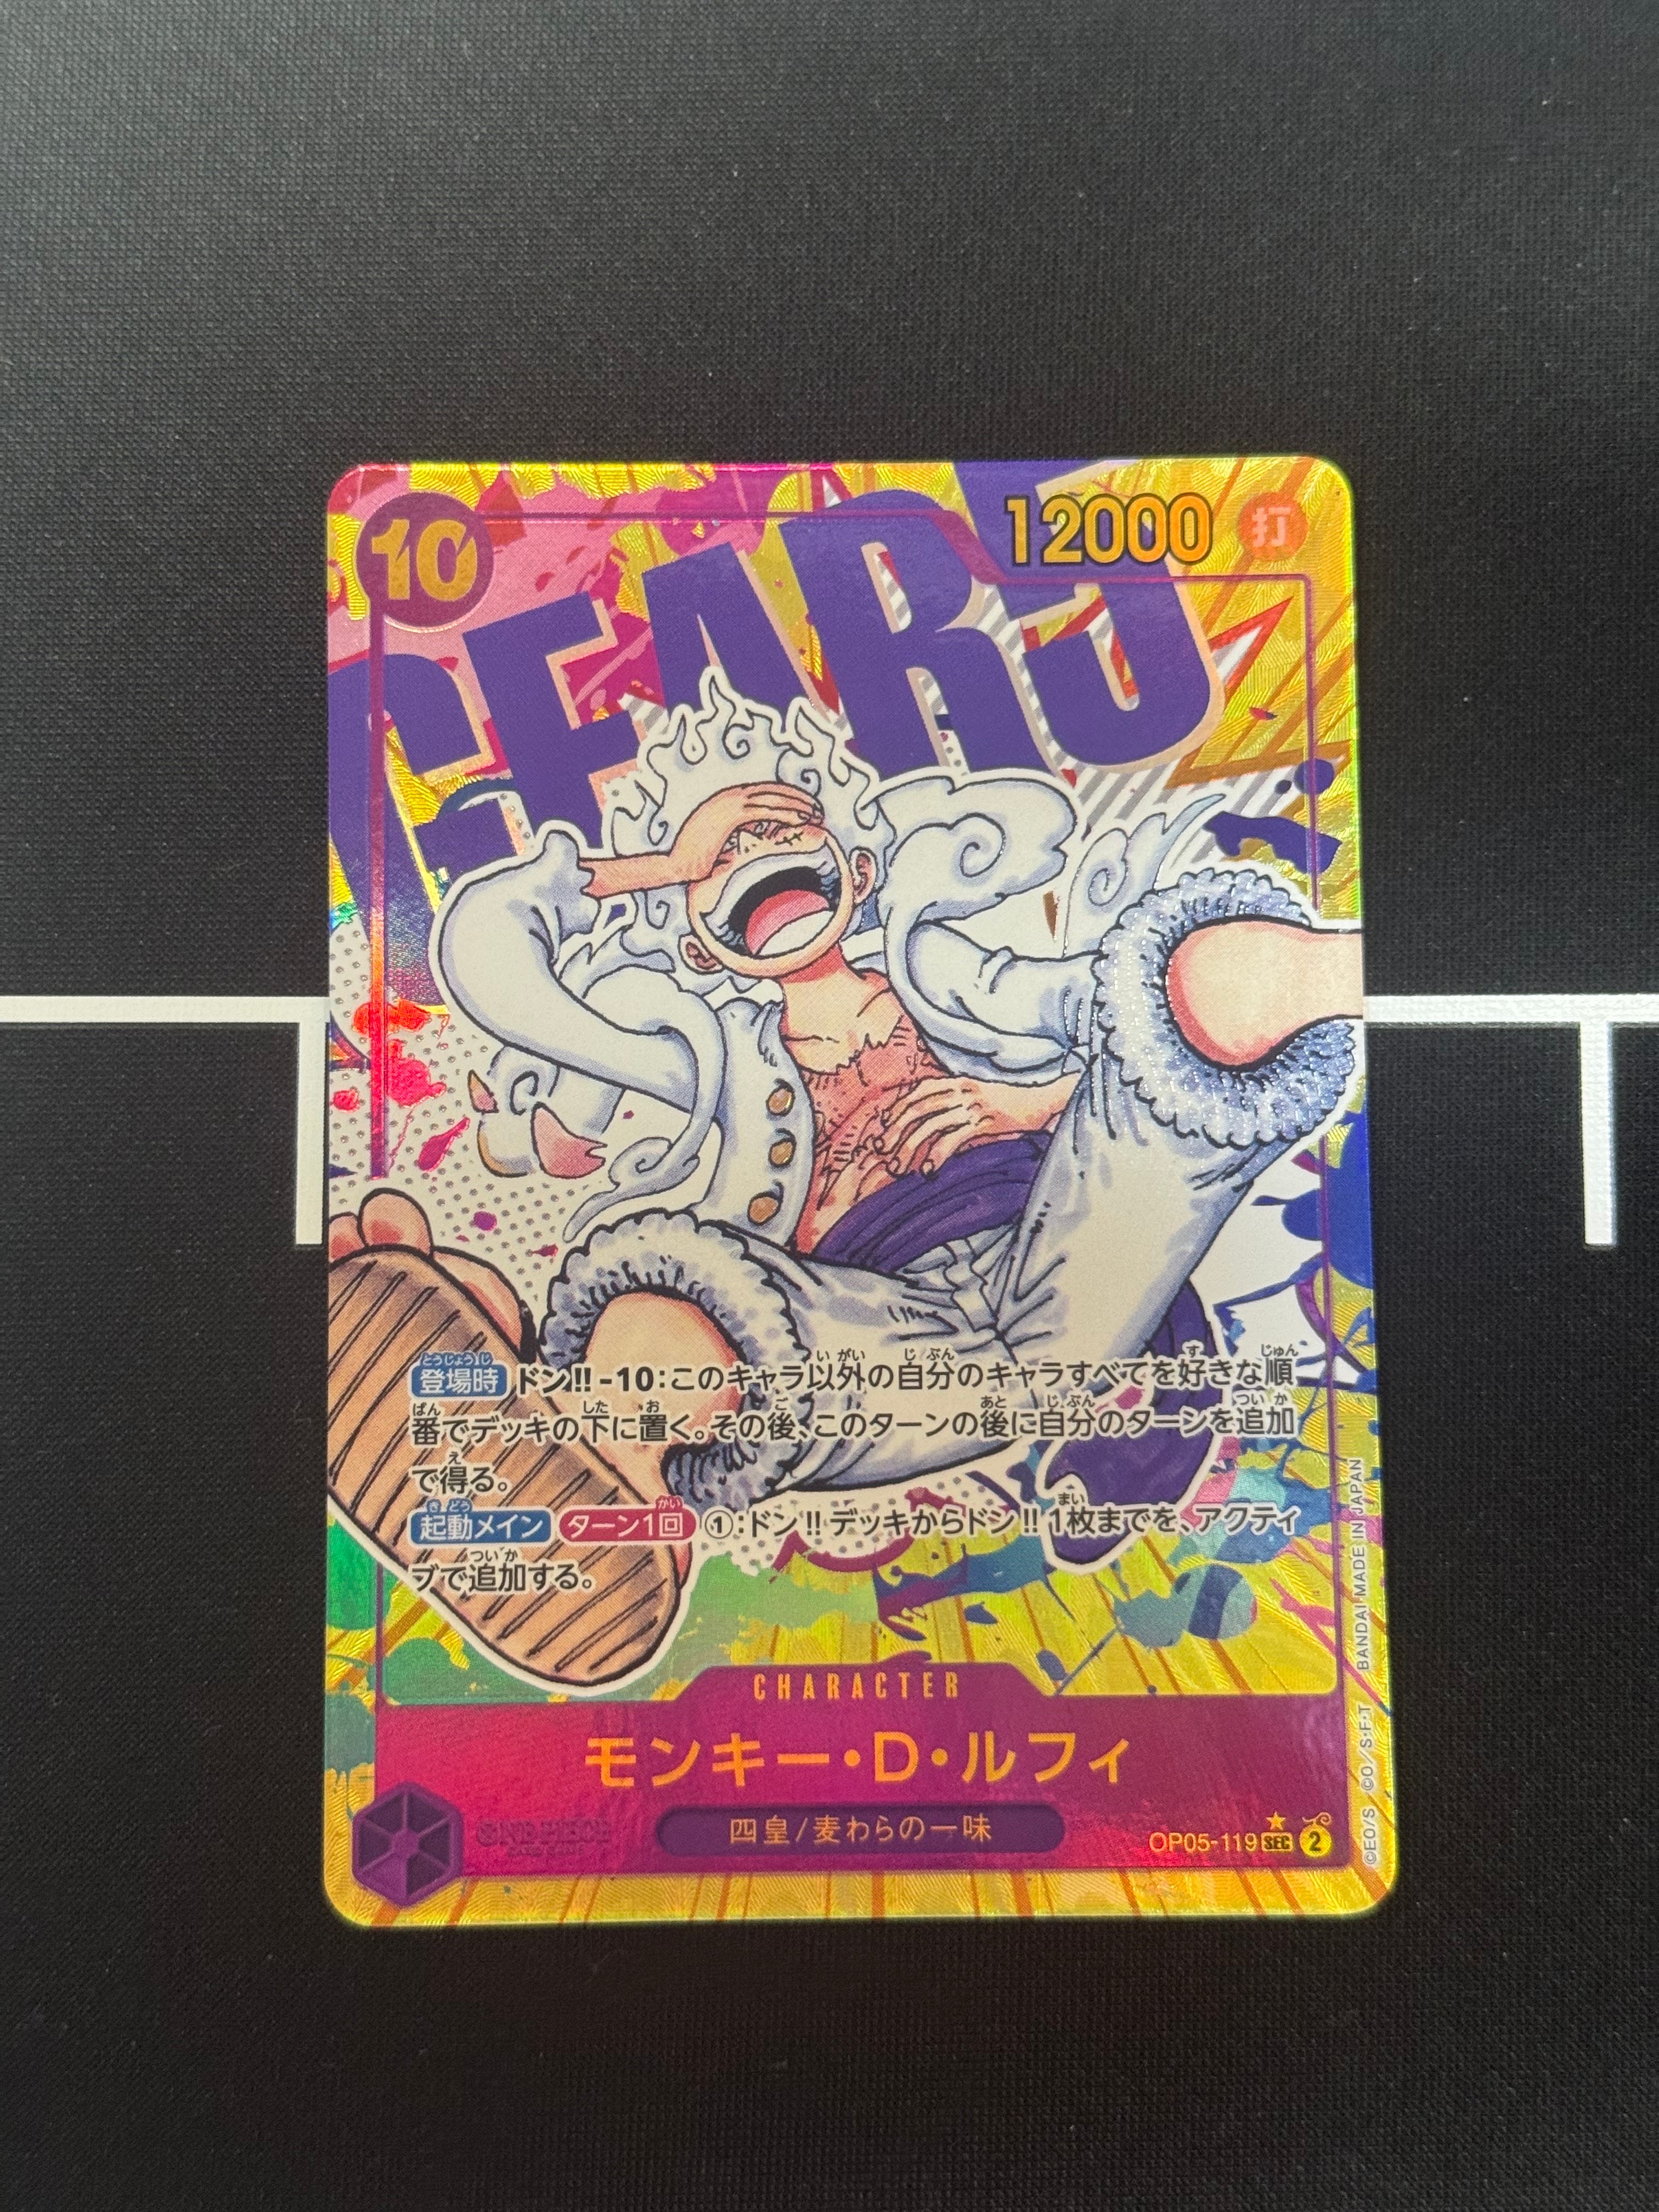 10
12000
打
GEAR5
登場時 ドン!!-10:このキャラ以外の自分のキャラすべてを好きな順
番でデッキの下に置く。その後、このターンの後に自分のターンを追加
で得る。
起動メイン ターン1回 ①:ドン!!デッキからドン!!1枚までを、アクティ
ブで追加する。
CHARACTER
モンキー・D・ルフィ
四皇/麦わらの一味
ONE PIECE
CARD GAME
OP05-119 SEC 2
©EO/S ©O/S・F・T BANDAI MADE IN JAPAN